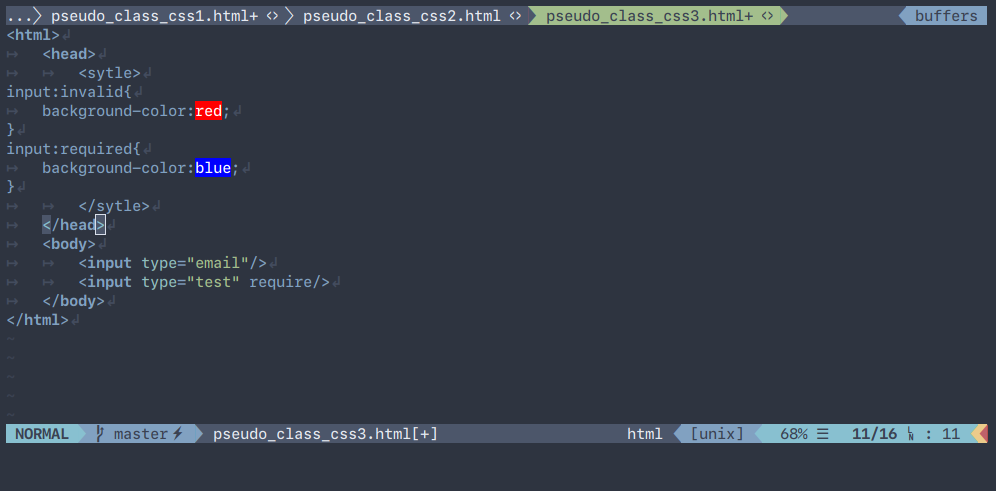 ... pseudo_class_css1.html+ <> pseudo_class_css2.html <> pseudo_class_css3.html+ <> buffers
<html>
<head>
<sytle>
input:invalid{
background-color:red;
}
input:required{
background-color:blue;
}
</sytle>
</head>
<body>
<input type="email"/>
<input type="test" require/>
</body>
</html>
~
~
~
~
~
NORMAL master pseudo_class_css3.html[+] html [unix] 68% ☰ 11/16 LN : 11